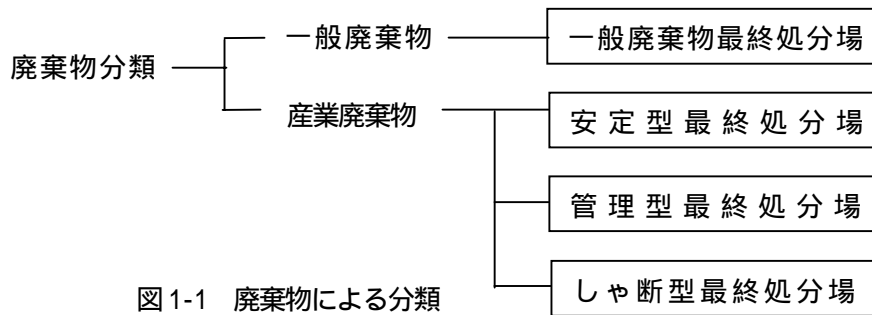 一般廃棄物
一般廃棄物最終処分場
廃棄物分類
産業廃棄物
安定型最終処分場
管理型最終処分場
しゃ断型最終処分場
図1-1 廃棄物による分類